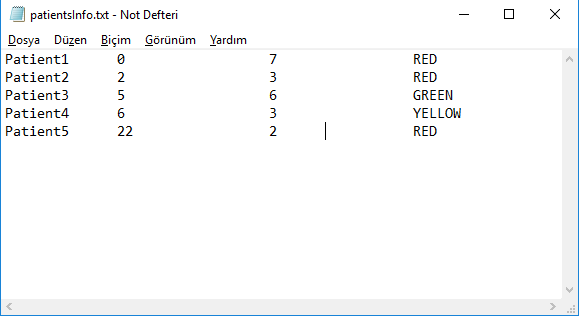 patientsInfo.txt - Not Defteri
Dosya Düzen Biçim Görünüm Yardım
Patient1 0 7 RED
Patient2 2 3 RED
Patient3 5 6 GREEN
Patient4 6 3 YELLOW
Patient5 22 2 RED